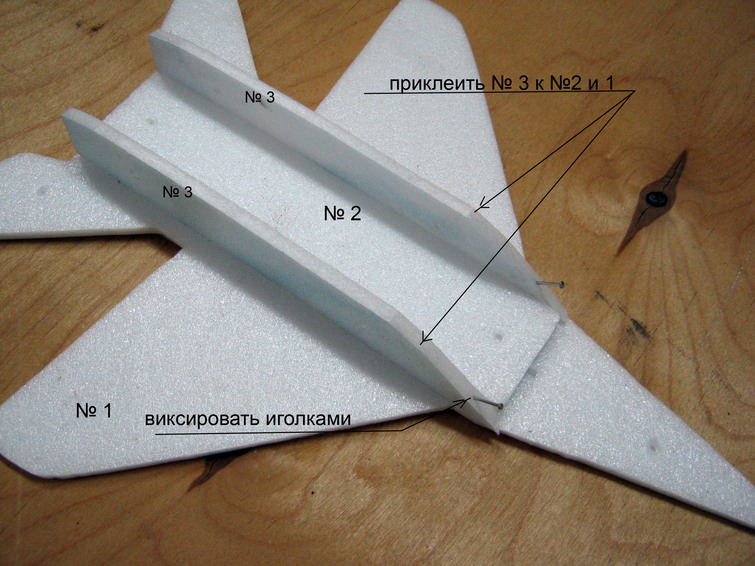 приклеить № 3 к №2 и 1
№ 3
№ 3
№ 2
№ 1
виксировать иголками